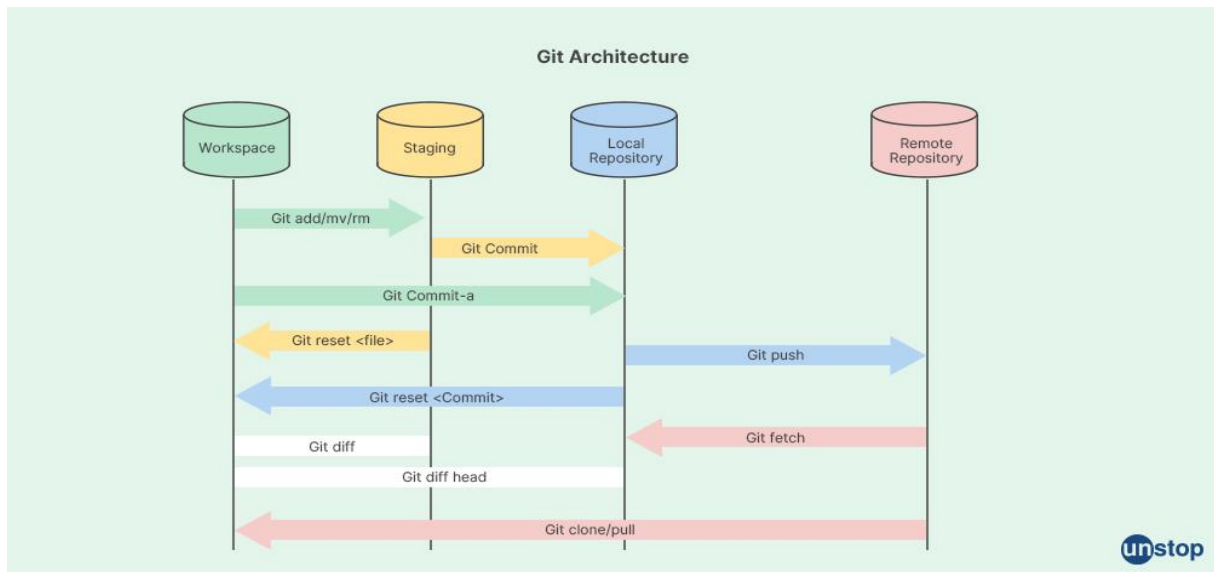 Git Architecture
Workspace
Staging
Local
Repository
Remote
Repository
Git add/mv/rm
Git Commit
Git Commit-a
Git reset <file>
Git push
Git reset <Commit>
Git fetch
Git diff
Git diff head
Git clone/pull
unstop